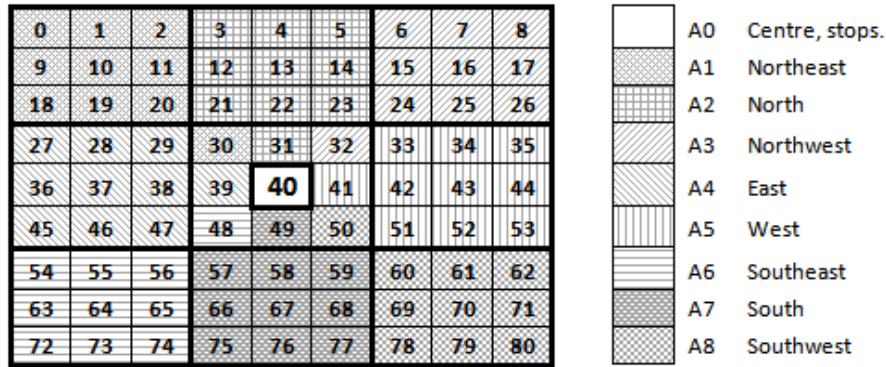 0 1 2 3 4 5 6 7 8
9 10 11 12 13 14 15 16 17
18 19 20 21 22 23 24 25 26
27 28 29 30 31 32 33 34 35
36 37 38 39 40 41 42 43 44
45 46 47 48 49 50 51 52 53
54 55 56 57 58 59 60 61 62
63 64 65 66 67 68 69 70 71
72 73 74 75 76 77 78 79 80
A0 Centre, stops.
A1 Northeast
A2 North
A3 Northwest
A4 East
A5 West
A6 Southeast
A7 South
A8 Southwest